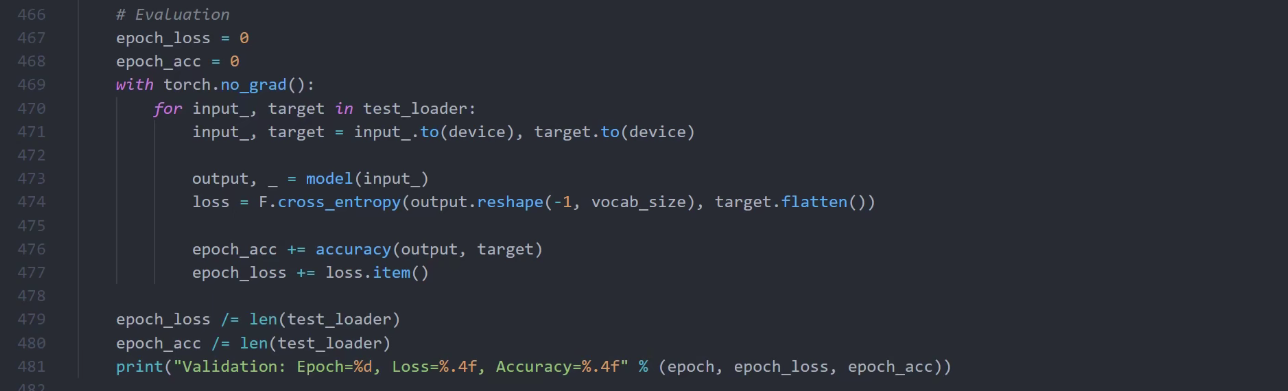 466 # Evaluation
467 epoch_loss = 0
468 epoch_acc = 0
469 with torch.no_grad():
470 for input_, target in test_loader:
471 input_, target = input_.to(device), target.to(device)
472
473 output, _ = model(input_)
474 loss = F.cross_entropy(output.reshape(-1, vocab_size), target.flatten())
475
476 epoch_acc += accuracy(output, target)
477 epoch_loss += loss.item()
478
479 epoch_loss /= len(test_loader)
480 epoch_acc /= len(test_loader)
481 print("Validation: Epoch=%d, Loss=%.4f, Accuracy=%.4f" % (epoch, epoch_loss, epoch_acc))
482